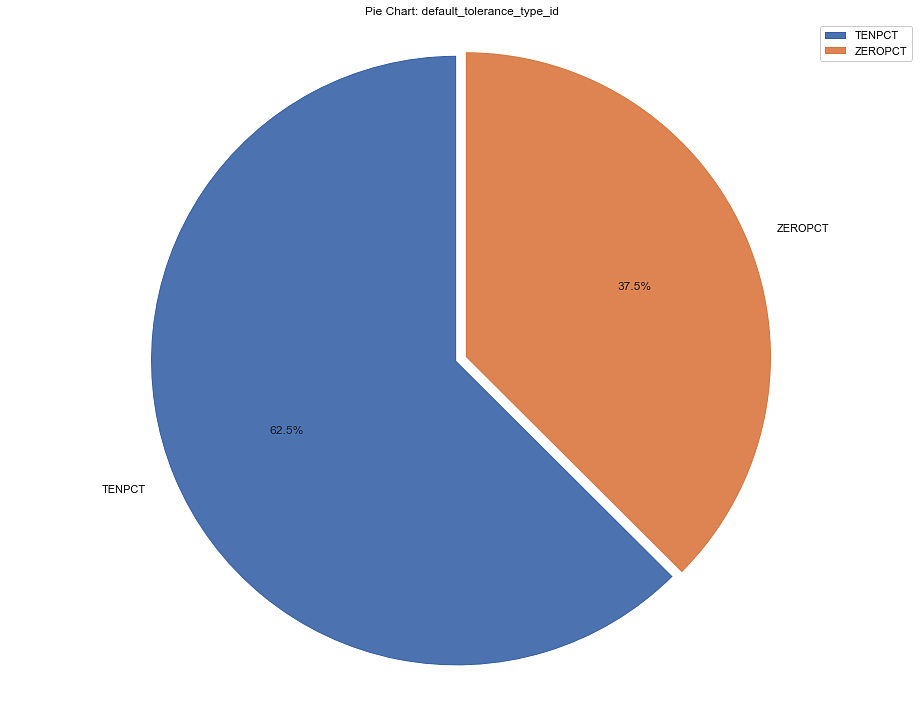 Pie Chart: default_tolerance_type_id
TENPCT
ZEROPCT
ZEROPCT
37.5%
62.5%
TENPCT